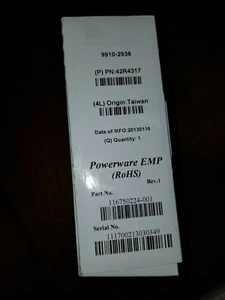 9910-2938
(P) PN:42R4317
(4L) Origin:Taiwan
Date of MFG:20130116
(Q) Quantity: 1
Powerware EMP
(RoHS)
Rev.1
Part No.
116750224-001
Serial No.
111700213030349